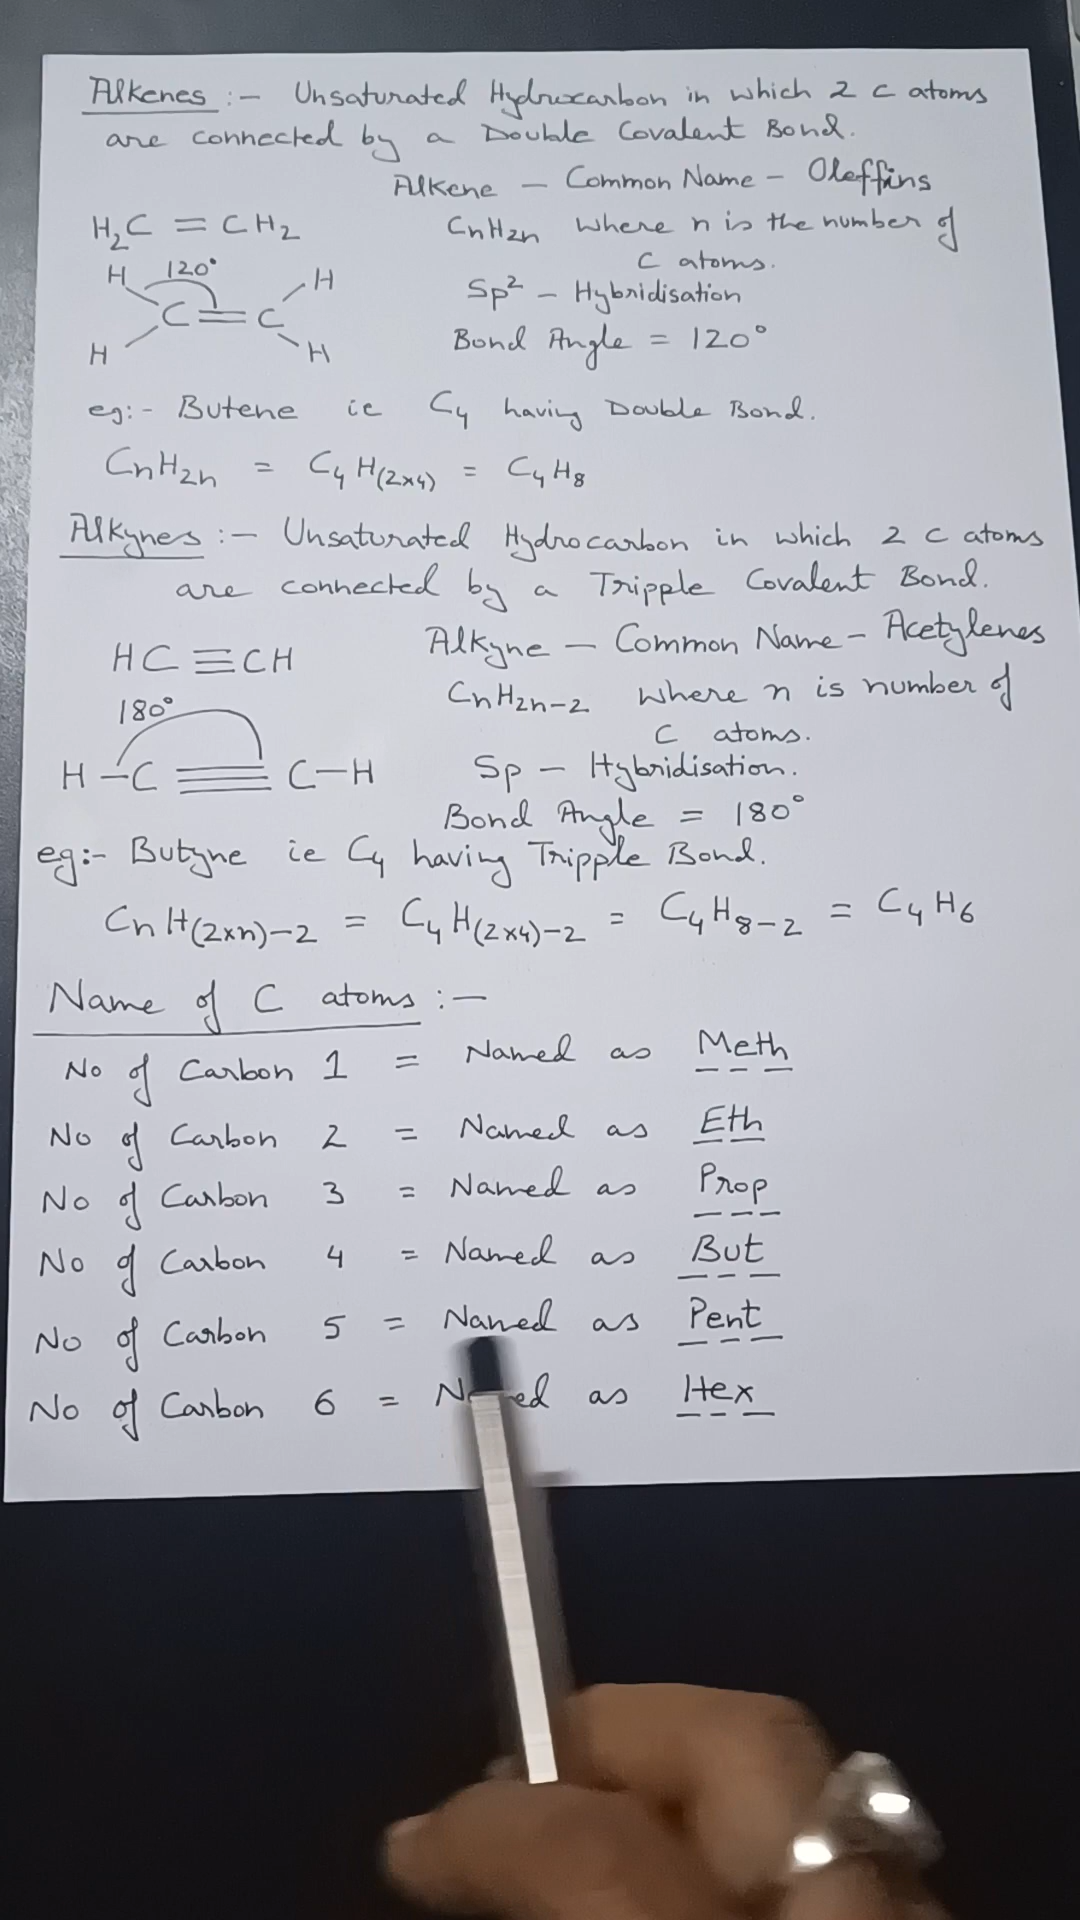 Alkenes :- Unsaturated Hydrocarbon in which 2 C atoms
are connected by a Double Covalent Bond.
Alkene - Common Name - Oleffins
H₂C = CH₂
CnH2n where n is the number of
C atoms.
H 120° H
Sp² - Hybridisation
C = C
Bond Angle = 120°
H H
eg:- Butene ie C₄ having Double Bond.
CnH2n = C₄H(2x4) = C₄H₈
Alkynes :- Unsaturated Hydrocarbon in which 2 C atoms
are connected by a Tripple Covalent Bond.
Alkyne - Common Name - Acetylenes
HC ≡ CH
CnH2n-2 where n is number of
C atoms.
180°
H - C ≡ C - H
Sp - Hybridisation.
Bond Angle = 180°
eg:- Butyne ie C₄ having Tripple Bond.
CnH(2xn)-2 = C₄H(2x4)-2 = C₄H₈₋₂ = C₄H₆
Name of C atoms :-
No of Carbon 1 = Named as Meth
No of Carbon 2 = Named as Eth
No of Carbon 3 = Named as Prop
No of Carbon 4 = Named as But
No of Carbon 5 = Named as Pent
No of Carbon 6 = as Hex